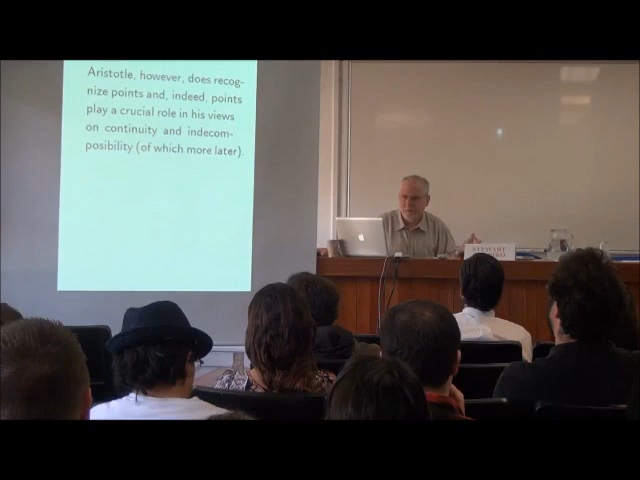 Aristotle, however, does recog-
nize points and, indeed, points
play a crucial role in his views
on continuity and indecom-
posibility (of which more later).
STEWART